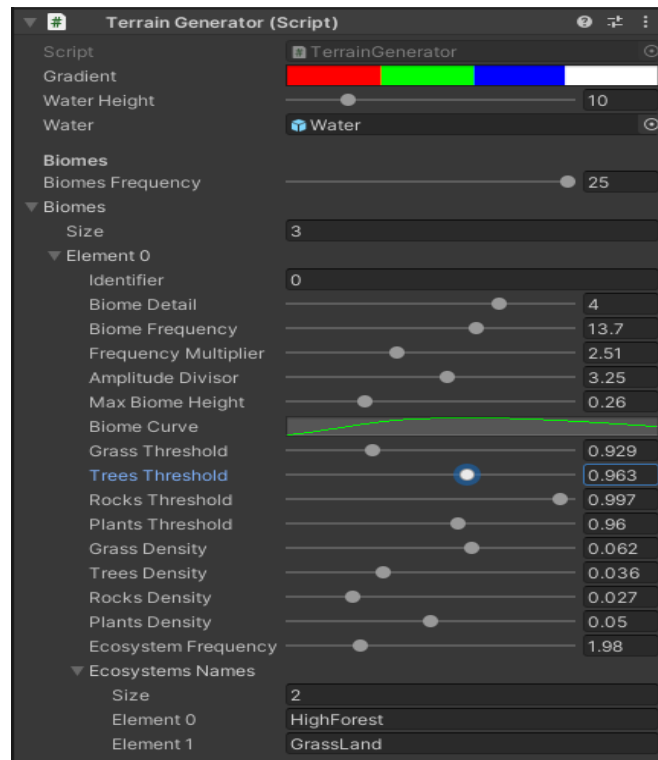 # Terrain Generator (Script)
Script # TerrainGenerator
Gradient
Water Height 10
Water Water
Biomes
Biomes Frequency 25
Biomes
Size 3
Element 0
Identifier 0
Biome Detail 4
Biome Frequency 13.7
Frequency Multiplier 2.51
Amplitude Divisor 3.25
Max Biome Height 0.26
Biome Curve
Grass Threshold 0.929
Trees Threshold 0.963
Rocks Threshold 0.997
Plants Threshold 0.96
Grass Density 0.062
Trees Density 0.036
Rocks Density 0.027
Plants Density 0.05
Ecosystem Frequency 1.98
Ecosystems Names
Size 2
Element 0 HighForest
Element 1 GrassLand